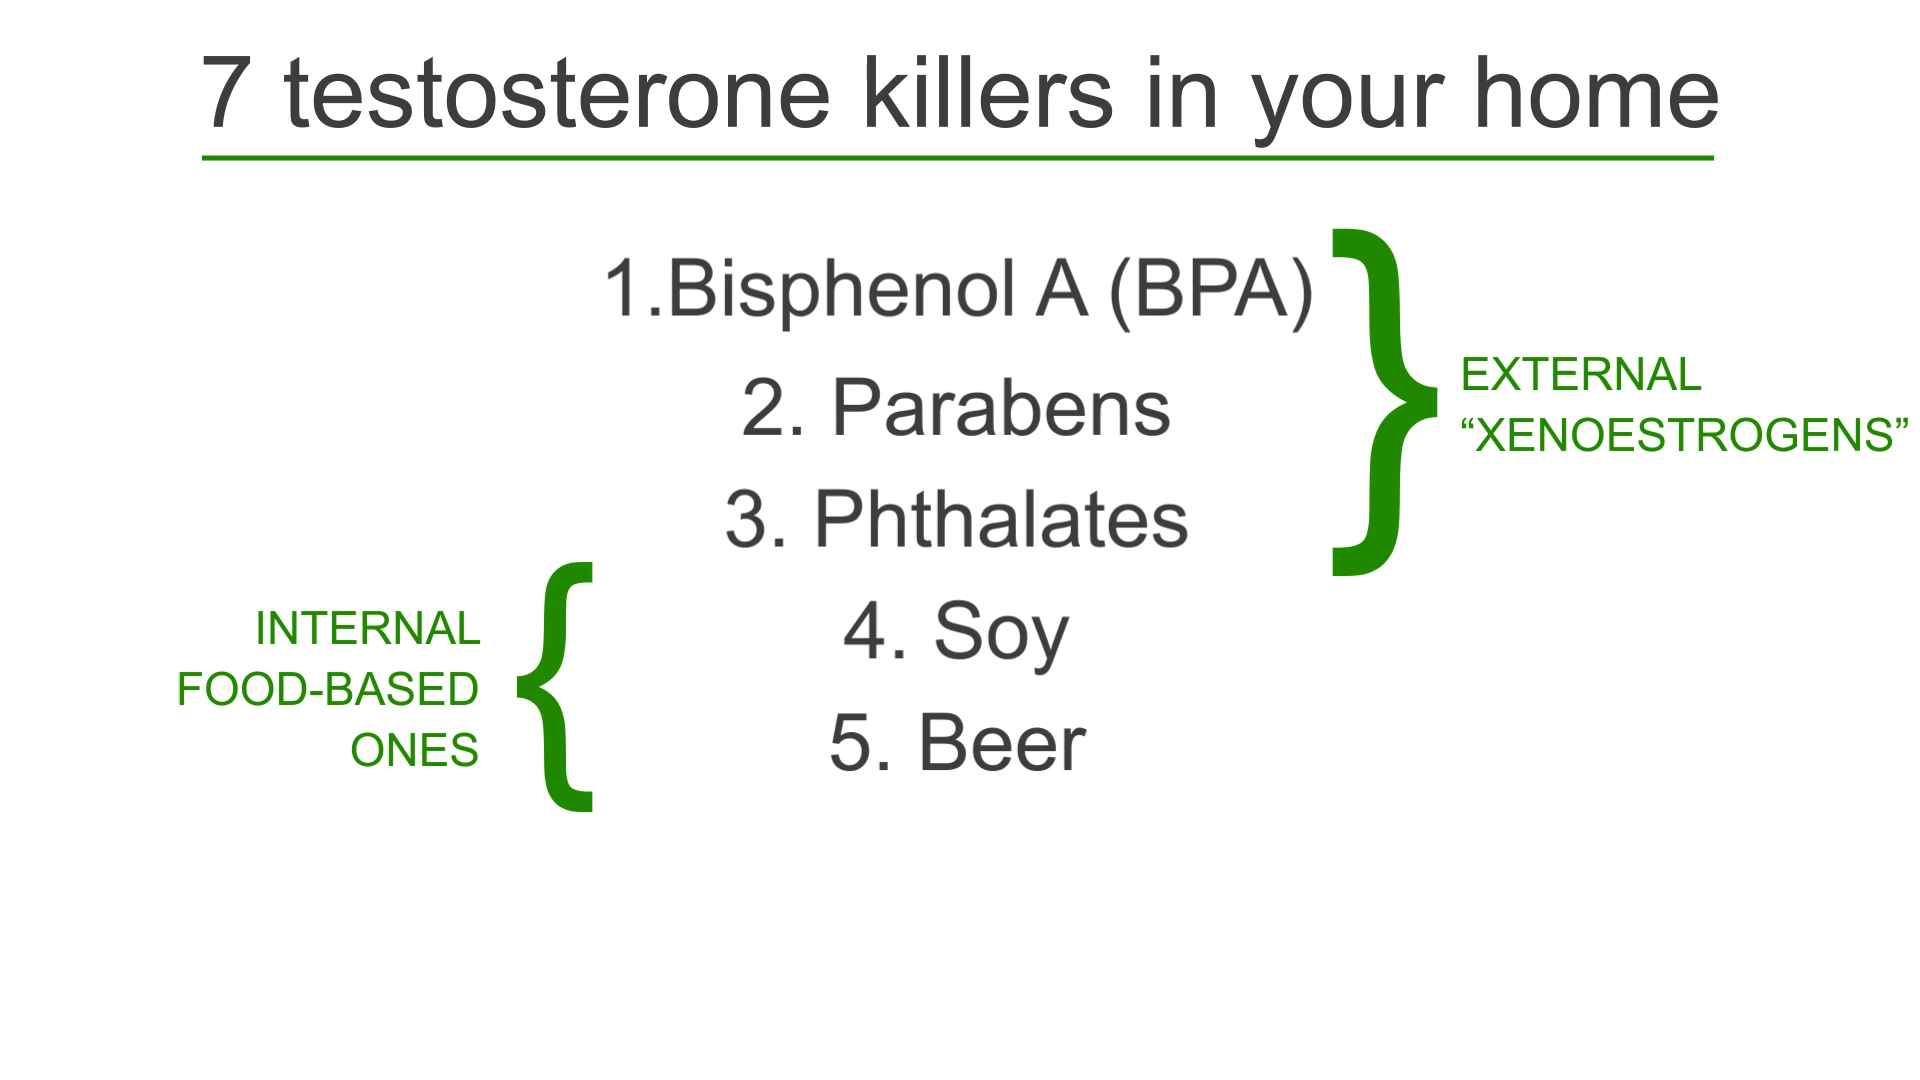 7 testosterone killers in your home
1.Bisphenol A (BPA)
2. Parabens
3. Phthalates
EXTERNAL
“XENOESTROGENS”
4. Soy
5. Beer
INTERNAL
FOOD-BASED
ONES